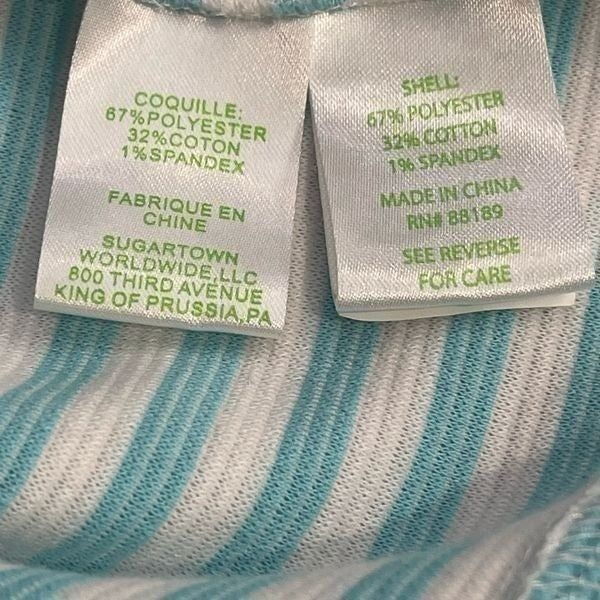 COQUILLE:
67%POLYESTER
32%COTON
1%SPANDEX
FABRIQUE EN
CHINE
SUGARTOWN
WORLDWIDE,LLC
800 THIRD AVENUE
KING OF PRUSSIA,PA
SHELL:
67% POLYESTER
32% COTTON
1% SPANDEX
MADE IN CHINA
RN# 88189
SEE REVERSE
FOR CARE